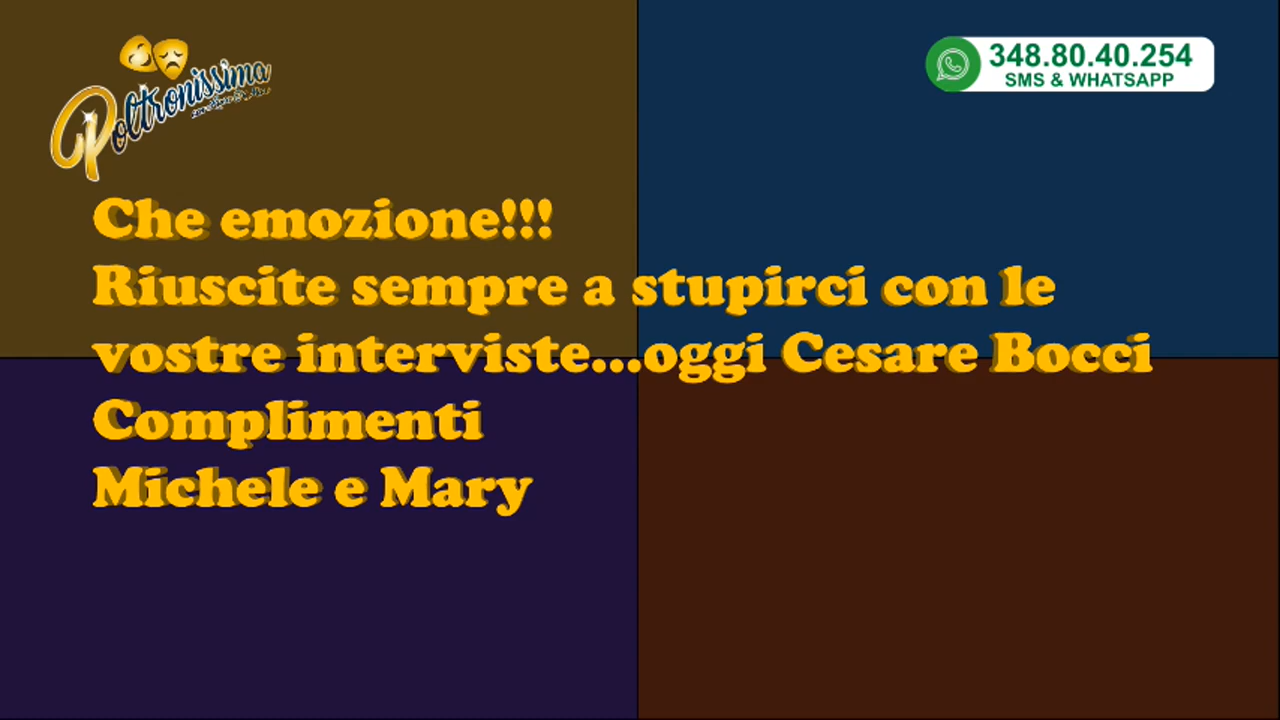 Poltronissima
348.80.40.254
SMS & WHATSAPP
Che emozione!!!
Riuscite sempre a stupirci con le
vostre interviste...oggi Cesare Bocci
Complimenti
Michele e Mary